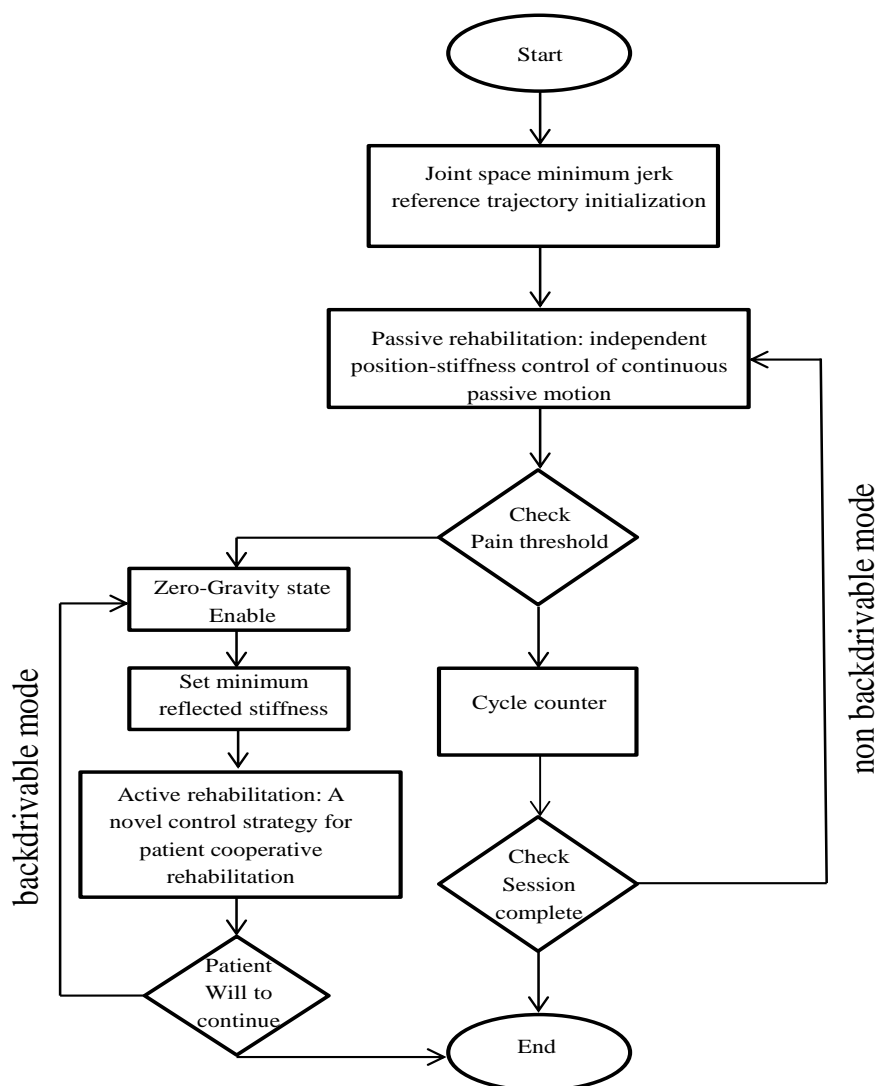 Start
Joint space minimum jerk
reference trajectory initialization
Passive rehabilitation: independent
position-stiffness control of continuous
passive motion
Check
Pain threshold
Zero-Gravity state
Enable
Set minimum
reflected stiffness
Cycle counter
Active rehabilitation: A
novel control strategy for
patient cooperative
rehabilitation
Check
Session
complete
Patient
Will to
continue
End
backdrivable mode
non backdrivable mode